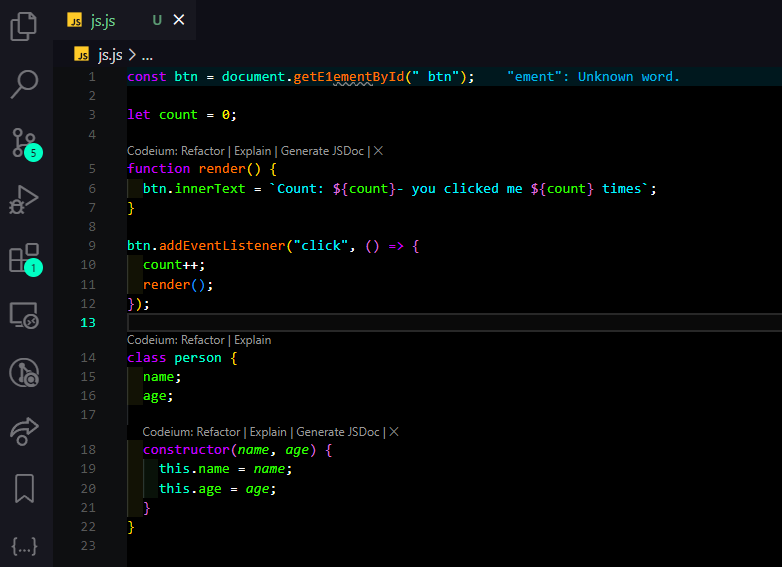 JS js.js U ×
JS js.js > ...
1 const btn = document.getE1ementById(" btn"); "ement": Unknown word.
2
3 let count = 0;
4
Codeium: Refactor | Explain | Generate JSDoc | ×
5 function render() {
6 btn.innerText = `Count: ${count}- you clicked me ${count} times`;
7 }
8
9 btn.addEventListener("click", () => {
10 count++;
11 render();
12 });
13
Codeium: Refactor | Explain
14 class person {
15 name;
16 age;
17
Codeium: Refactor | Explain | Generate JSDoc | ×
18 constructor(name, age) {
19 this.name = name;
20 this.age = age;
21 }
22 }
23
5
1
{...}